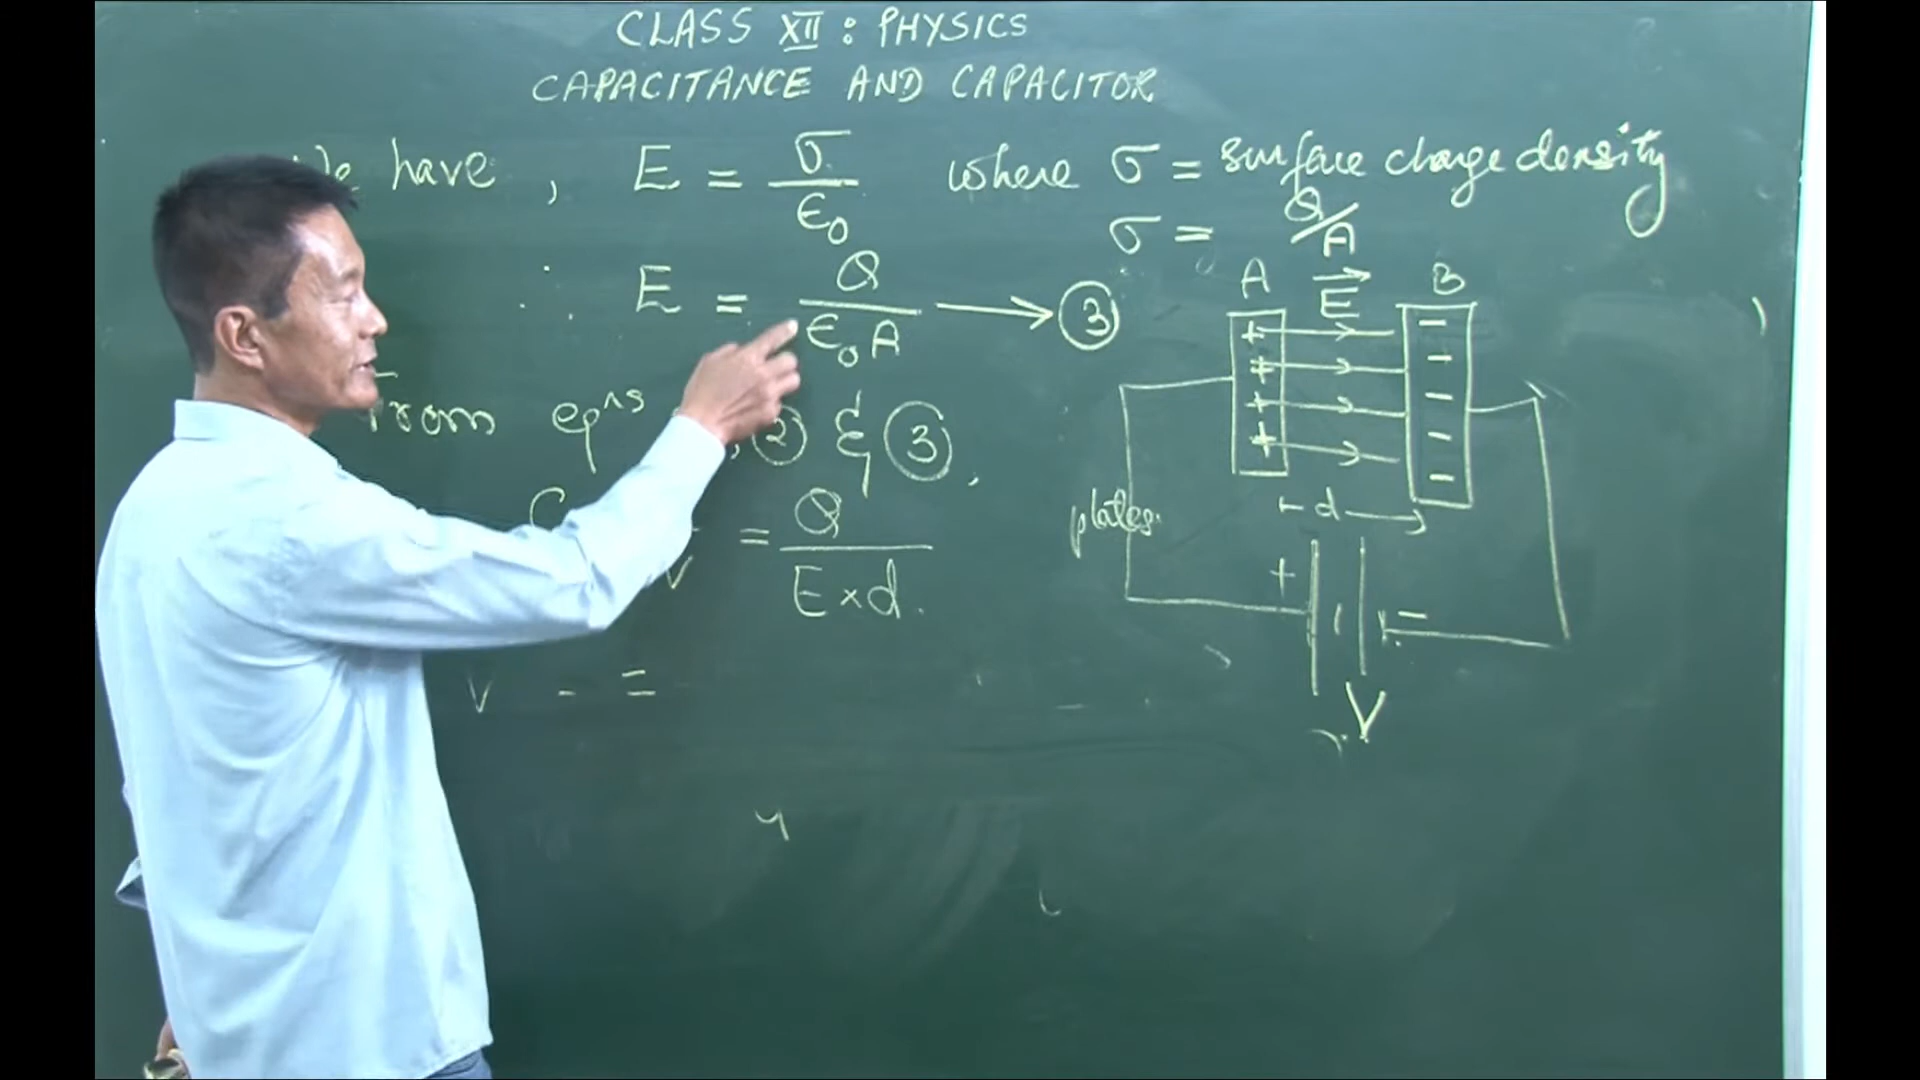 CLASS XII : PHYSICS
CAPACITANCE AND CAPACITOR
have , E = σ/ε₀ where σ = surface charge density
σ = Q/A
∴ E = Q/ε₀A → ③
From eqⁿs , ② & ③ ,
C V = Q/E×d.
V - =
A E B
+ + + +
- - - - -
d
plates.
+ -
V